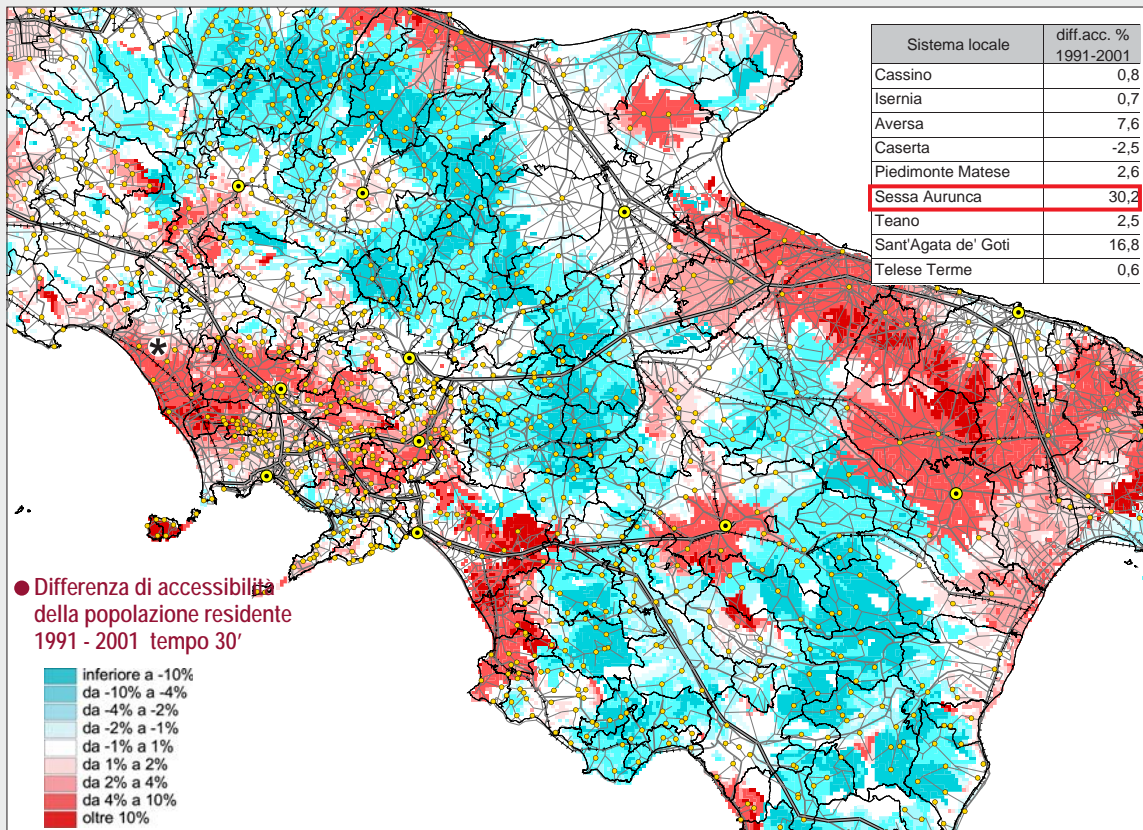 Sistema locale diff.acc. % 1991-2001
Cassino 0,8
Isernia 0,7
Aversa 7,6
Caserta -2,5
Piedimonte Matese 2,6
Sessa Aurunca 30,2
Teano 2,5
Sant'Agata de' Goti 16,8
Telese Terme 0,6
*
● Differenza di accessibilità
della popolazione residente
1991 - 2001 tempo 30'
inferiore a -10%
da -10% a -4%
da -4% a -2%
da -2% a -1%
da -1% a 1%
da 1% a 2%
da 2% a 4%
da 4% a 10%
oltre 10%